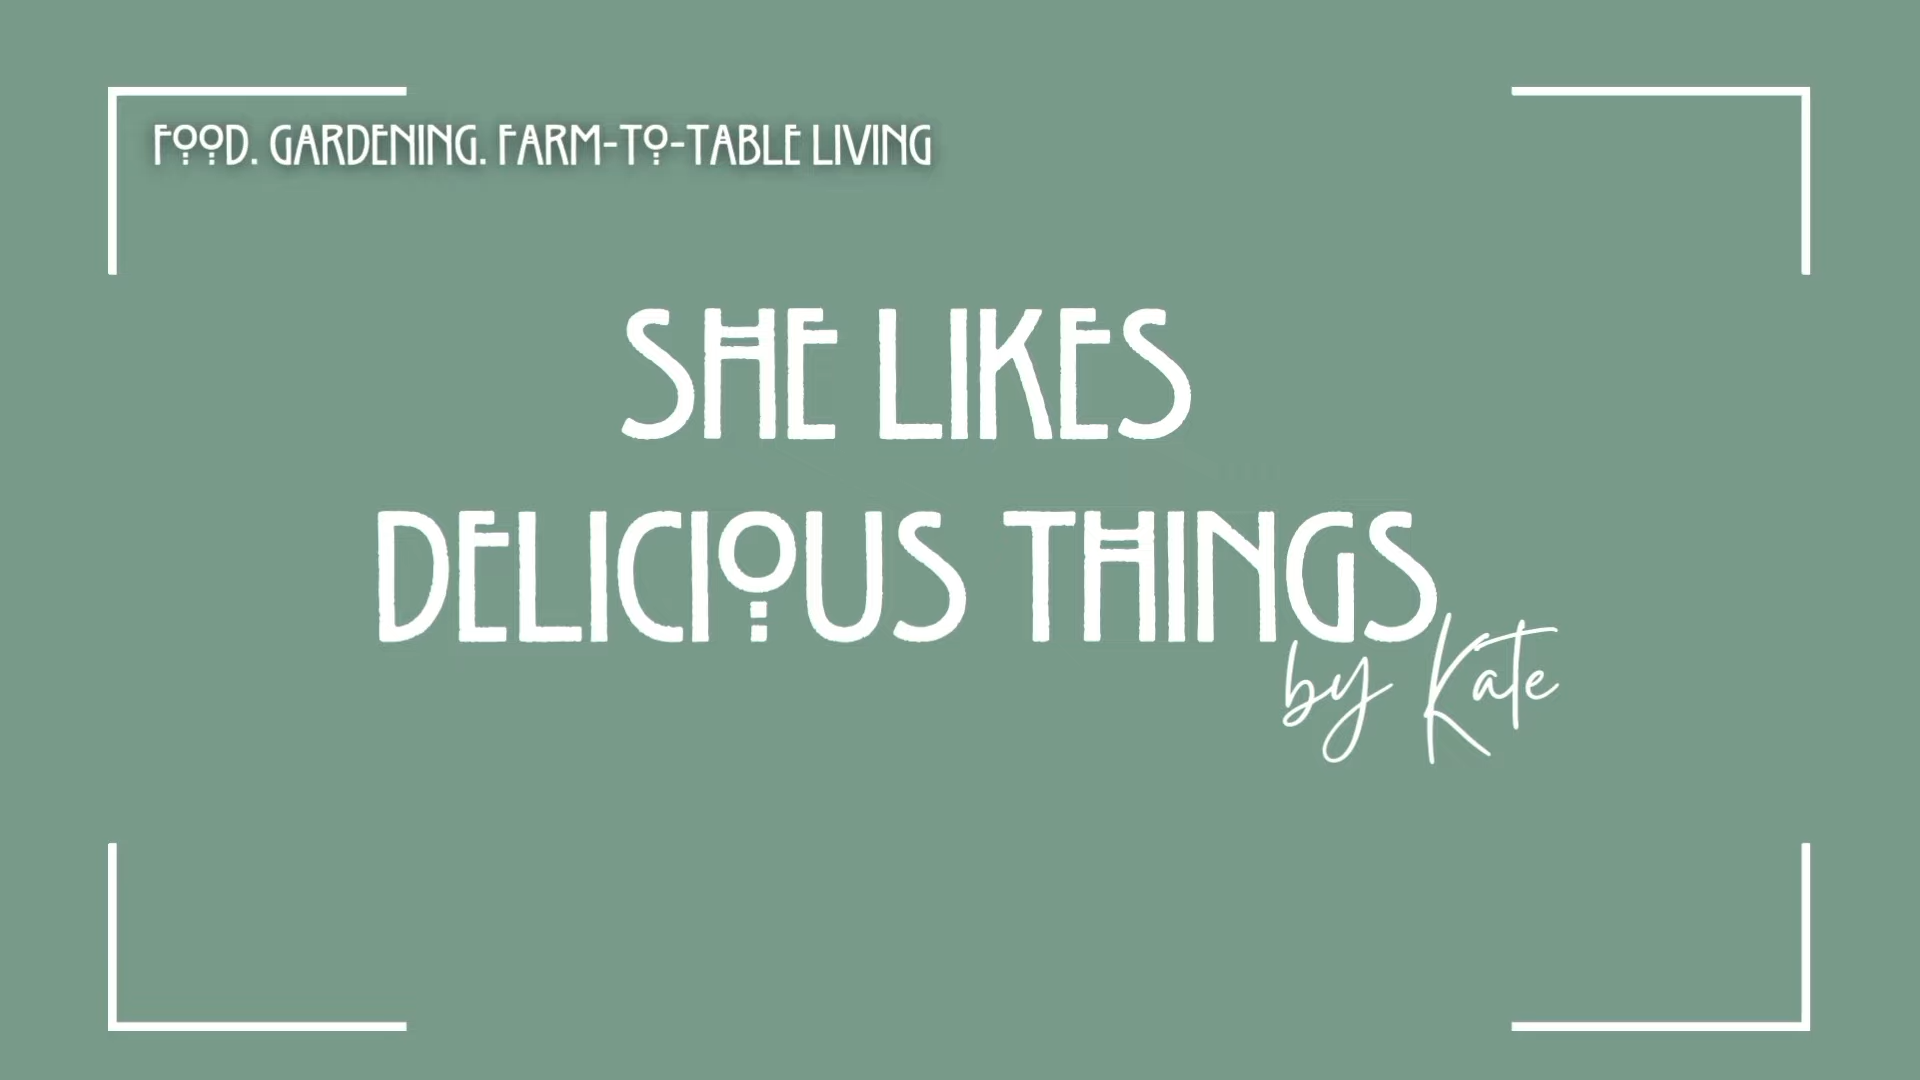 FOOD. GARDENING. FARM-TO-TABLE LIVING
SHE LIKES
DELICIOUS THINGS
by Kate